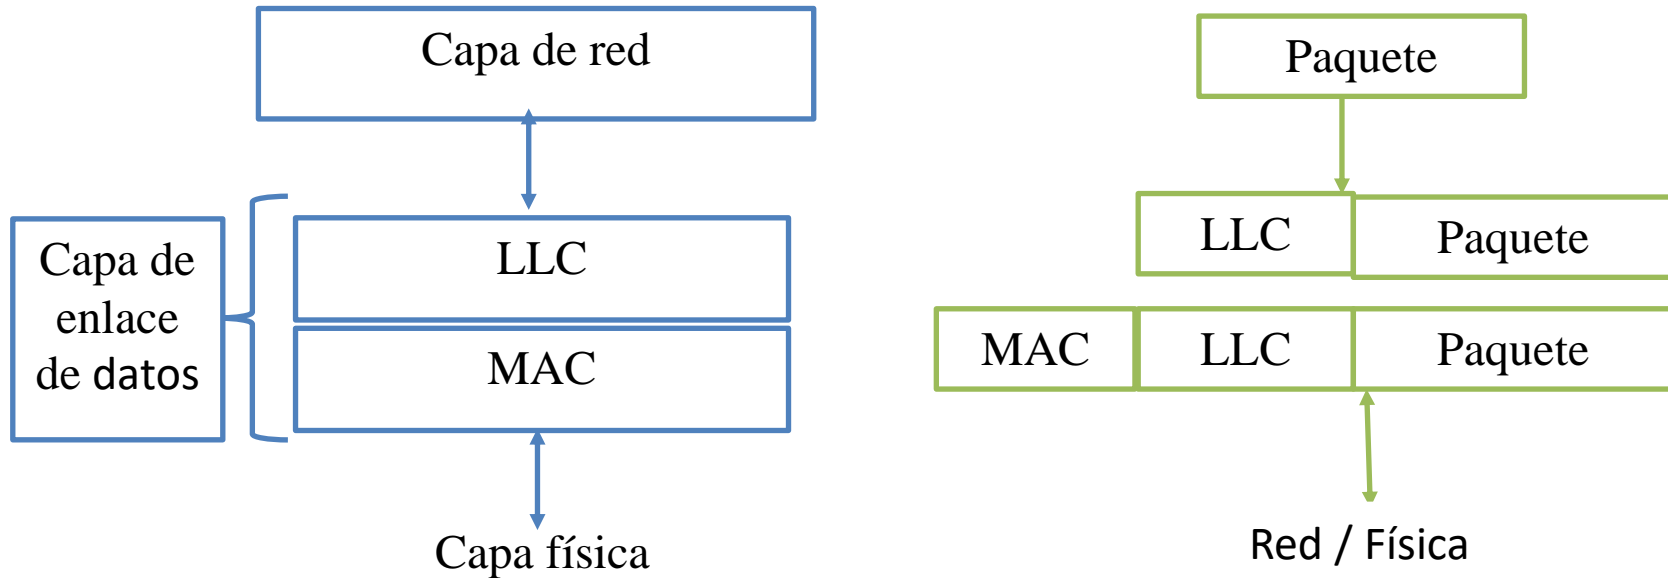 Capa de red
Capa de
enlace
de datos
LLC
MAC
Capa física
Paquete
LLC Paquete
MAC LLC Paquete
Red / Física